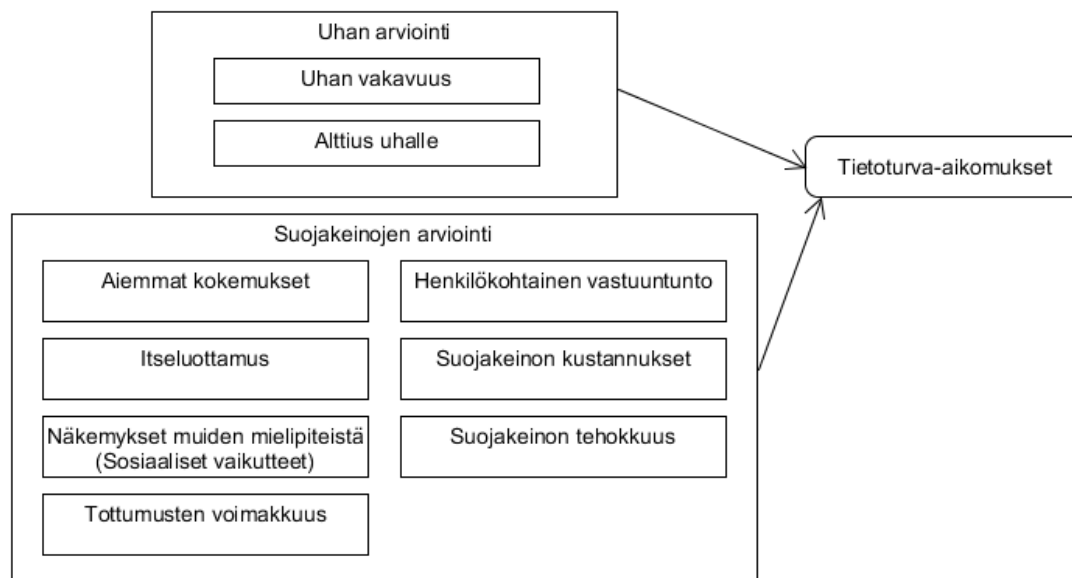 Uhan arviointi
Uhan vakavuus
Alttius uhalle
Tietoturva-aikomukset
Suojakeinojen arviointi
Aiemmat kokemukset
Henkilökohtainen vastuuntunto
Itseluottamus
Suojakeinon kustannukset
Näkemykset muiden mielipiteistä
(Sosiaaliset vaikutteet)
Suojakeinon tehokkuus
Tottumusten voimakkuus